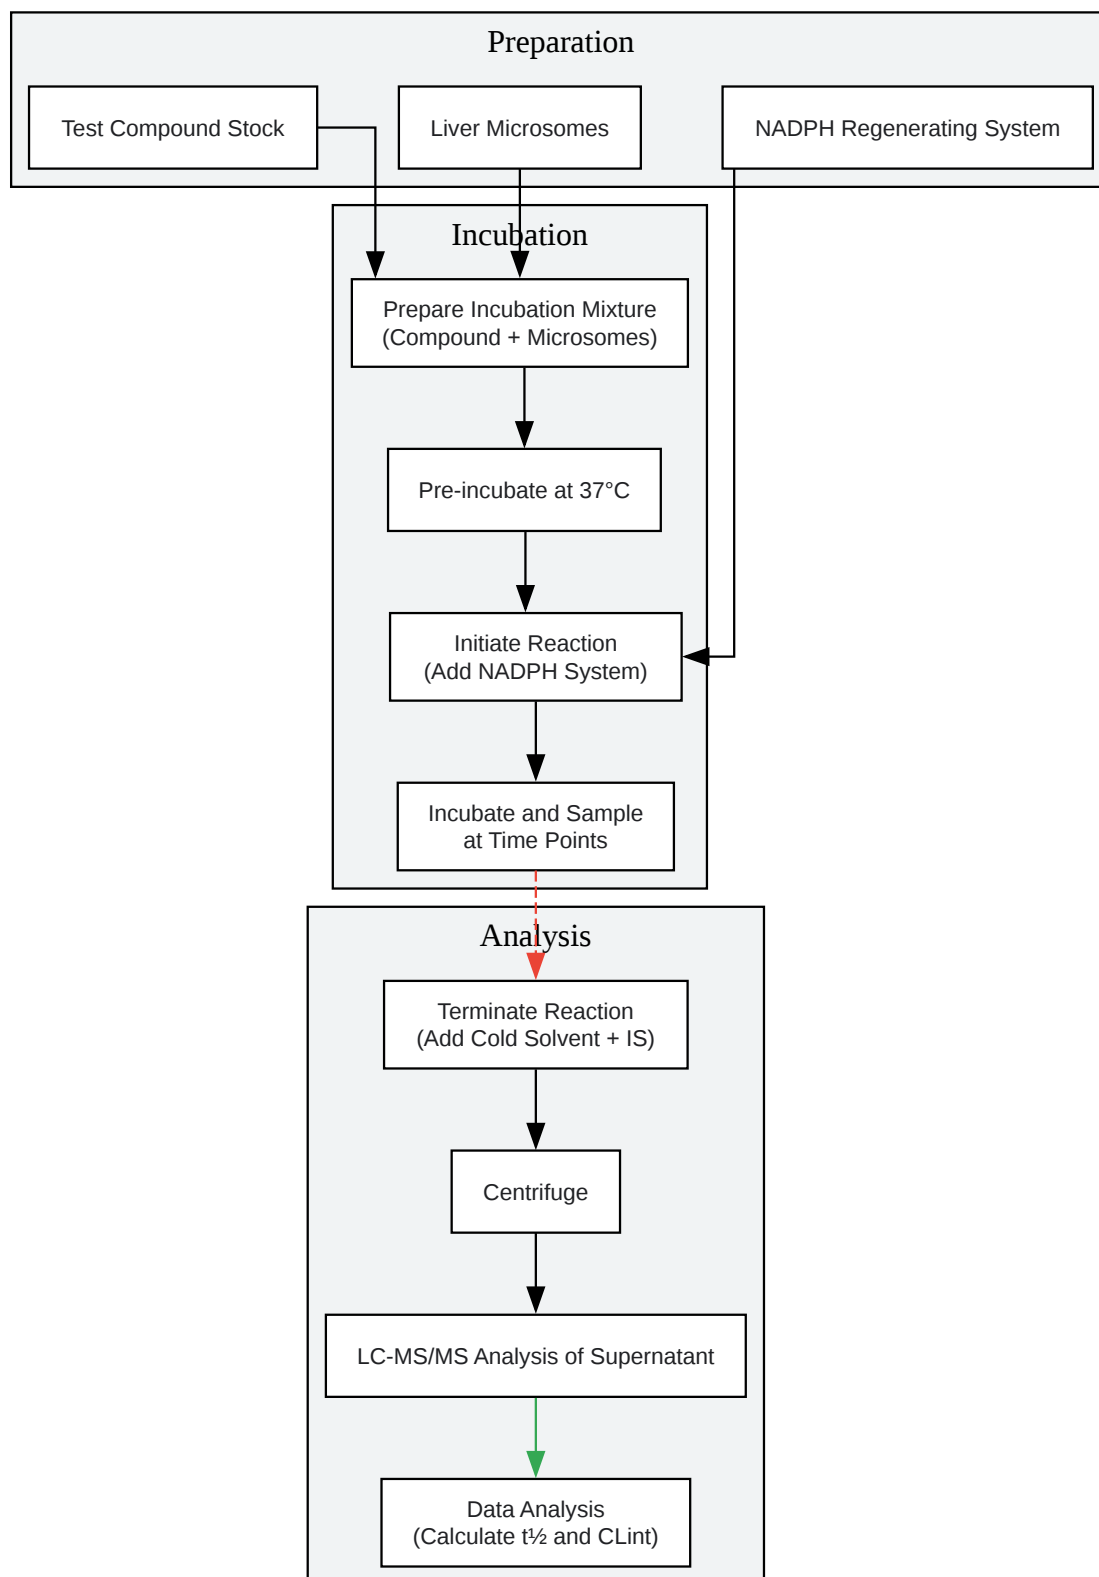 Preparation
Test Compound Stock
Liver Microsomes
NADPH Regenerating System
Incubation
Prepare Incubation Mixture
(Compound + Microsomes)
Pre-incubate at 37°C
Initiate Reaction
(Add NADPH System)
Incubate and Sample
at Time Points
Analysis
Terminate Reaction
(Add Cold Solvent + IS)
Centrifuge
LC-MS/MS Analysis of Supernatant
Data Analysis
(Calculate t½ and CLint)